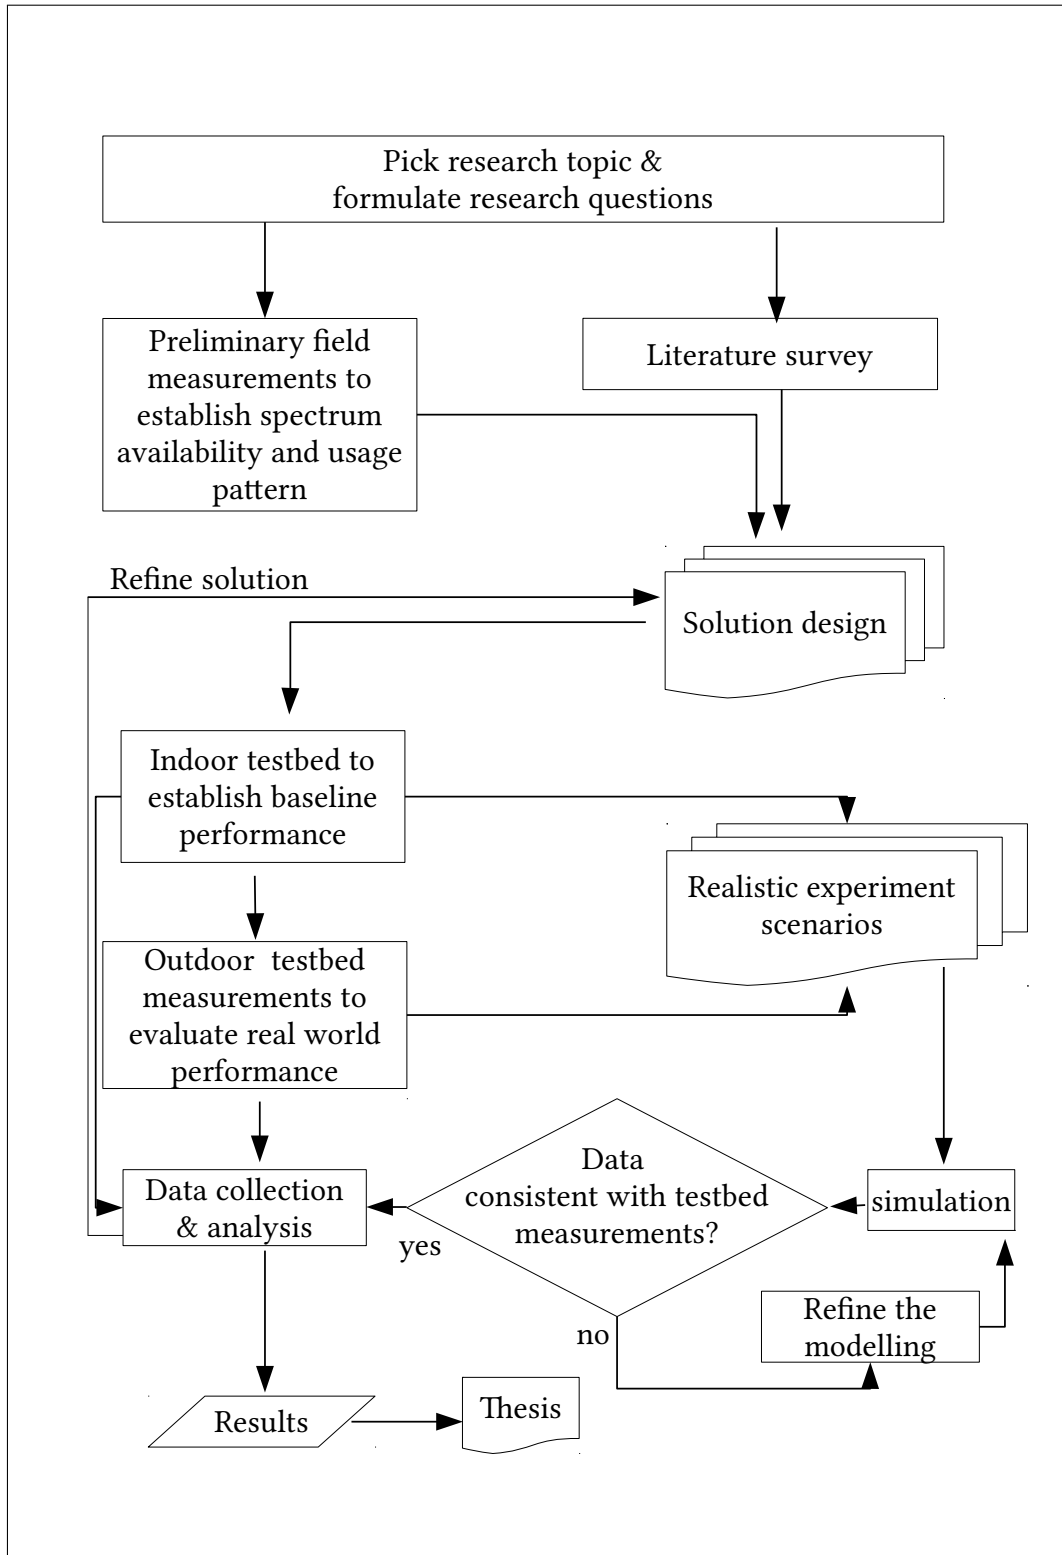 Pick research topic &
formulate research questions
Preliminary field
measurements to
establish spectrum
availability and usage
pattern
Literature survey
Refine solution
Solution design
Indoor testbed to
establish baseline
performance
Realistic experiment
scenarios
Outdoor testbed
measurements to
evaluate real world
performance
Data collection
& analysis
Data
consistent with testbed
measurements?
simulation
yes
no
Refine the
modelling
Results
Thesis